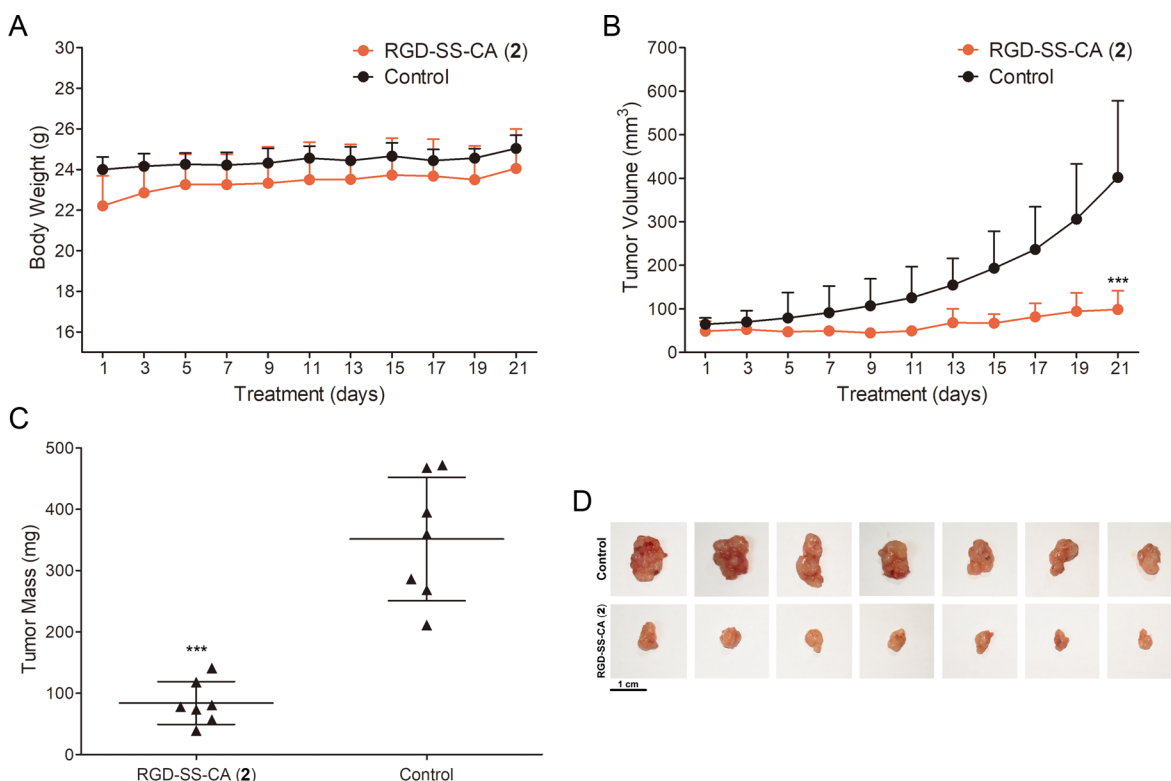 A
RGD-SS-CA (2)
Control
Body Weight (g)
30
28
26
24
22
20
18
16
1 3 5 7 9 11 13 15 17 19 21
Treatment (days)
B
RGD-SS-CA (2)
Control
Tumor Volume (mm³)
700
600
500
400
300
200
100
0
***
1 3 5 7 9 11 13 15 17 19 21
Treatment (days)
C
Tumor Mass (mg)
500
400
300
200
100
0
***
RGD-SS-CA (2) Control
D
Control
RGD-SS-CA (2)
1 cm